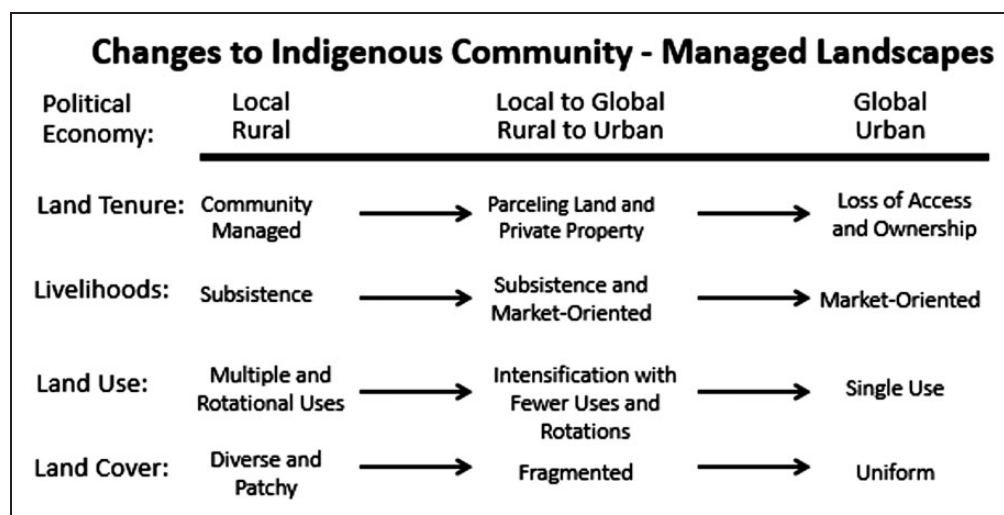 Changes to Indigenous Community - Managed Landscapes
Political Economy:
Local Rural
Local to Global Rural to Urban
Global Urban
Land Tenure:
Community Managed
Parceling Land and Private Property
Loss of Access and Ownership
Livelihoods:
Subsistence
Subsistence and Market-Oriented
Market-Oriented
Land Use:
Multiple and Rotational Uses
Intensification with Fewer Uses and Rotations
Single Use
Land Cover:
Diverse and Patchy
Fragmented
Uniform